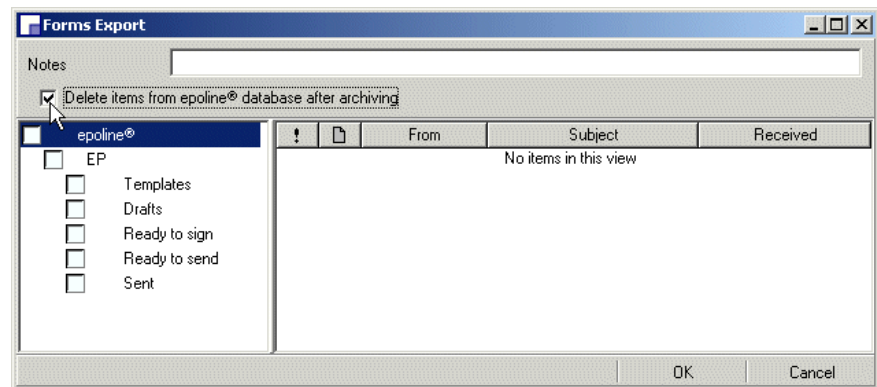 Forms Export
Notes
Delete items from epoline® database after archiving
epoline®
EP
Templates
Drafts
Ready to sign
Ready to send
Sent
! From Subject Received
No items in this view
OK Cancel